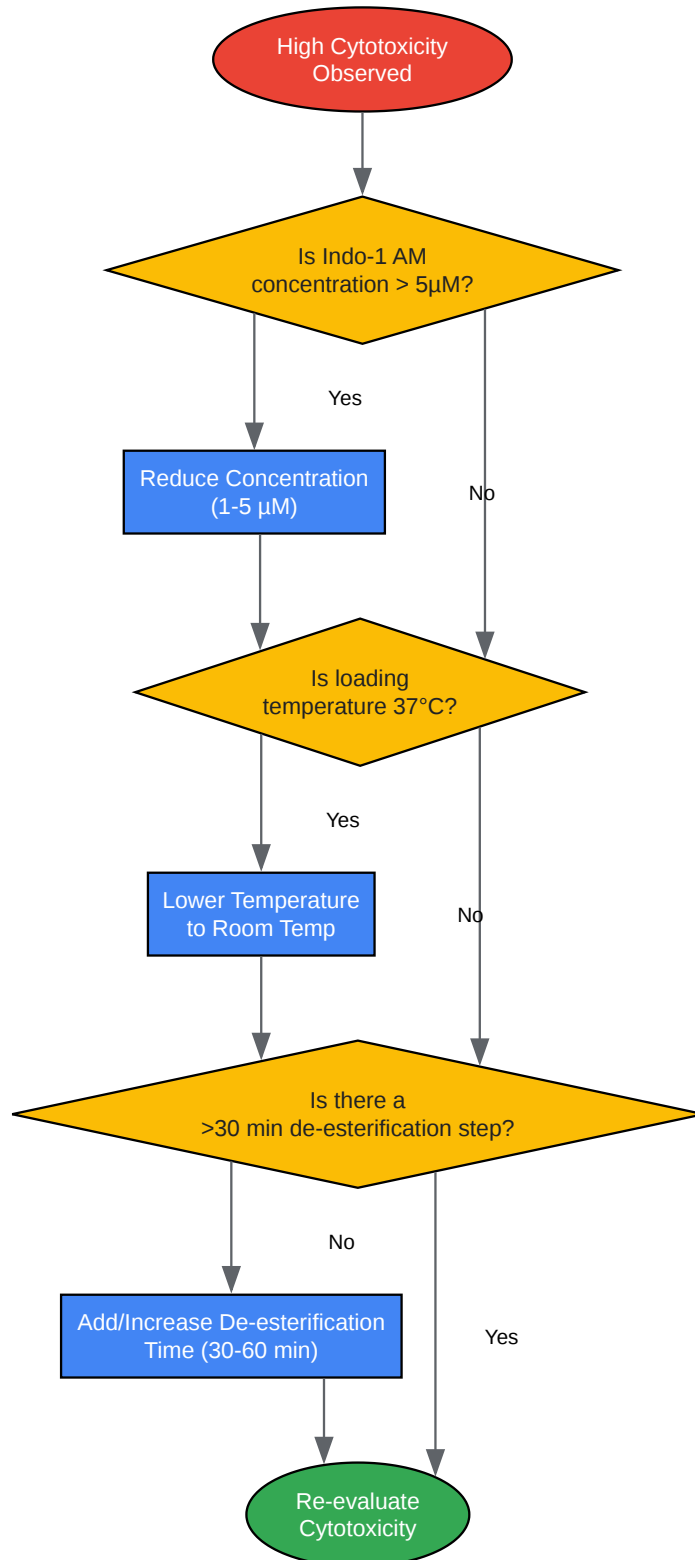 High Cytotoxicity
Observed
Is Indo-1 AM
concentration > 5µM?
Yes
Reduce Concentration
(1-5 µM)
No
Is loading
temperature 37°C?
Yes
Lower Temperature
to Room Temp
No
Is there a
>30 min de-esterification step?
No
Add/Increase De-esterification
Time (30-60 min)
Yes
Re-evaluate
Cytotoxicity